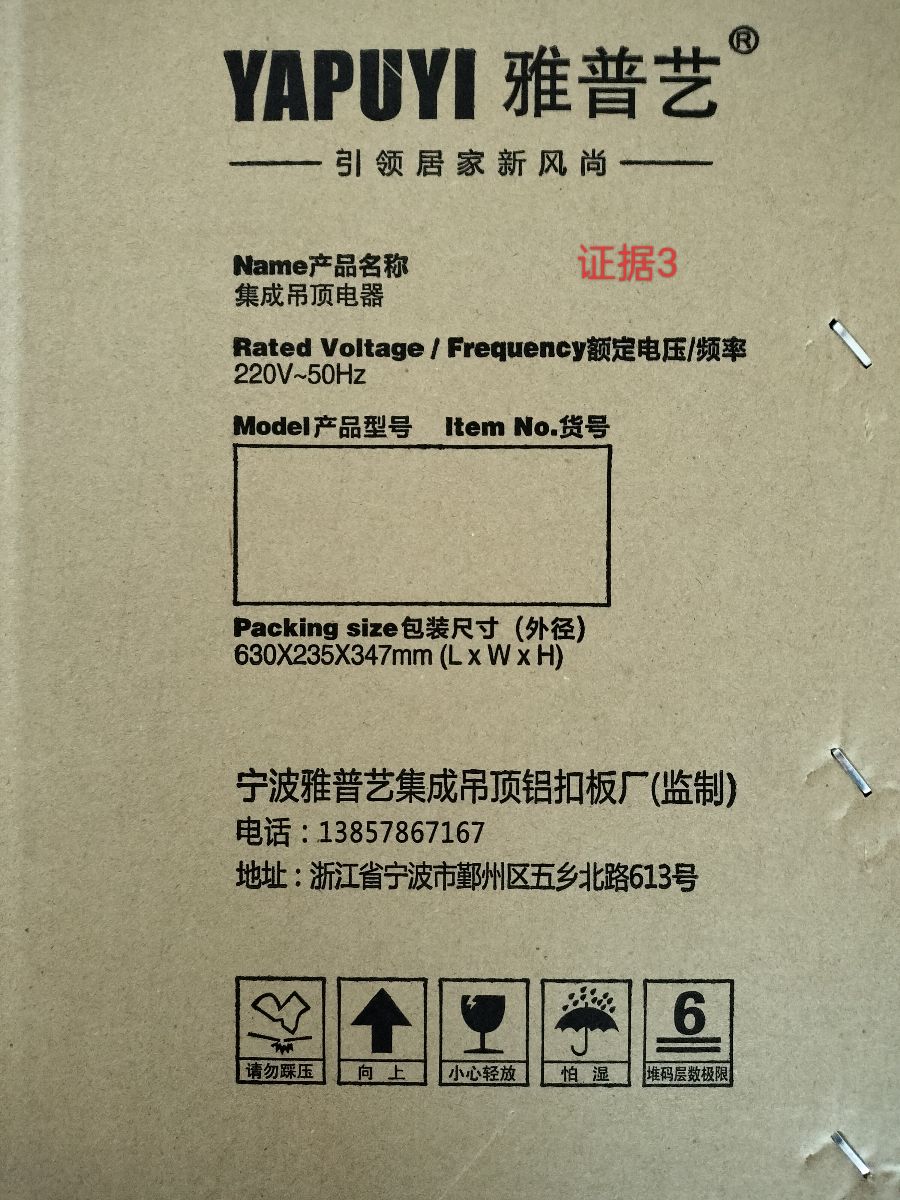 YAPUYI 雅普艺®
引领居家新风尚
Name产品名称
证据3
集成吊顶电器
Rated Voltage / Frequency额定电压/频率
220V~50Hz
Model产品型号 Item No.货号
Packing size包装尺寸（外径）
630X235X347mm (L x W x H)
宁波雅普艺集成吊顶铝扣板厂(监制)
电话：13857867167
地址：浙江省宁波市鄞州区五乡北路613号
6
请勿踩压 向上 小心轻放 怕湿 堆码层数极限